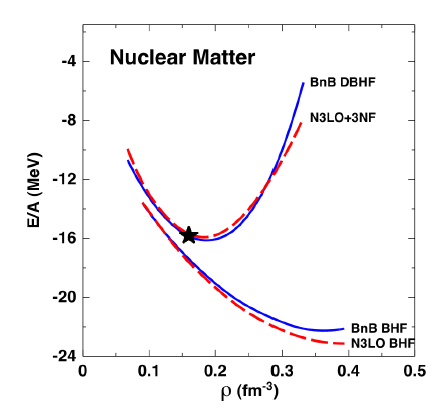 Nuclear Matter
BnB DBHF
N3LO+3NF
BnB BHF
N3LO BHF
E/A (MeV)
-4
-8
-12
-16
-20
-24
0 0.1 0.2 0.3 0.4 0.5
ρ (fm-3)